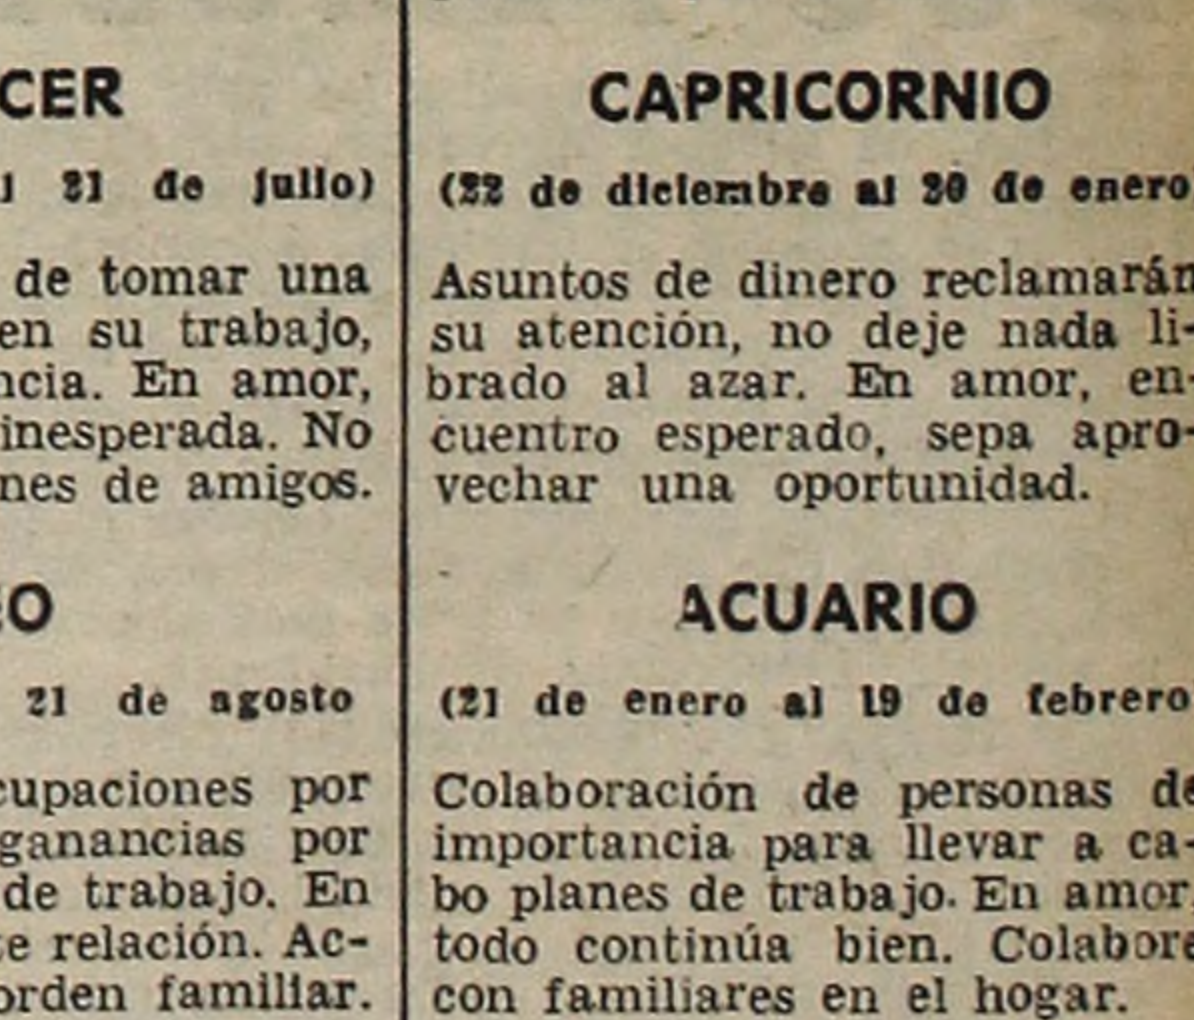 CER
21 de julio)
de tomar una
en su trabajo,
ncia. En amor,
inesperada. No
nes de amigos.
EO
21 de agosto
cupaciones por
ganancias por
de trabajo. En
te relación. Ac-
orden familiar.
CAPRICORNIO
(22 de diciembre al 20 de enero
Asuntos de dinero reclamarán
su atención, no deje nada li-
brado al azar. En amor, en-
cuentro esperado, sepa apro-
vechar una oportunidad.
ACUARIO
(21 de enero al 19 de febrero
Colaboración de personas de
importancia para llevar a ca-
bo planes de trabajo. En amor,
todo continúa bien. Colabore
con familiares en el hogar.